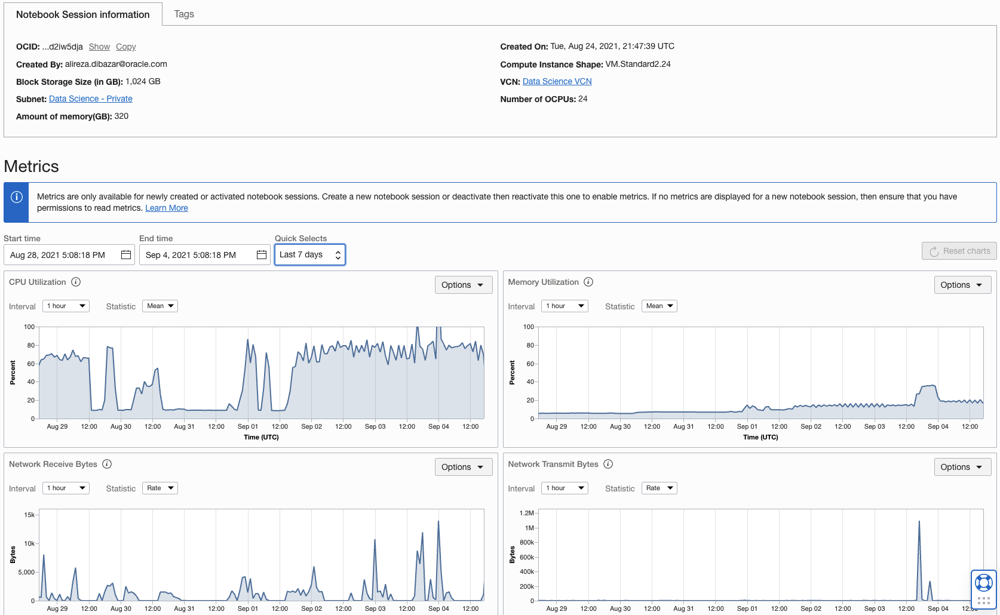 Notebook Session information
Tags
OCID: ...d2iw5dja Show Copy
Created By: alireza.dibazar@oracle.com
Block Storage Size (in GB): 1,024 GB
Subnet: Data Science - Private
Amount of memory(GB): 320
Created On: Tue, Aug 24, 2021, 21:47:39 UTC
Compute Instance Shape: VM.Standard2.24
VCN: Data Science VCN
Number of OCPUs: 24
Metrics
Metrics are only available for newly created or activated notebook sessions. Create a new notebook session or deactivate then reactivate this one to enable metrics. If no metrics are displayed for a new notebook session, then ensure that you have
permissions to read metrics. Learn More
Start time
End time
Quick Selects
Aug 28, 2021 5:08:18 PM
Sep 4, 2021 5:08:18 PM
Last 7 days
Reset charts
CPU Utilization
Options
Interval 1 hour Statistic Mean
100
80
60
40
20
0
Percent
Aug 29 12:00 Aug 30 12:00 Aug 31 12:00 Sep 01 12:00 Sep 02 12:00 Sep 03 12:00 Sep 04 12:00
Time (UTC)
Memory Utilization
Options
Interval 1 hour Statistic Mean
100
80
60
40
20
0
Percent
Aug 29 12:00 Aug 30 12:00 Aug 31 12:00 Sep 01 12:00 Sep 02 12:00 Sep 03 12:00 Sep 04 12:00
Time (UTC)
Network Receive Bytes
Options
Interval 1 hour Statistic Rate
15k
10k
5,000
0
Bytes
Aug 29 12:00 Aug 30 12:00 Aug 31 12:00 Sep 01 12:00 Sep 02 12:00 Sep 03 12:00 Sep 04 12:00
Network Transmit Bytes
Options
Interval 1 hour Statistic Rate
1.2M
1M
800k
600k
400k
200k
0
Bytes
Aug 29 12:00 Aug 30 12:00 Aug 31 12:00 Sep 01 12:00 Sep 02 12:00 Sep 03 12:00 Sep 04 12:00